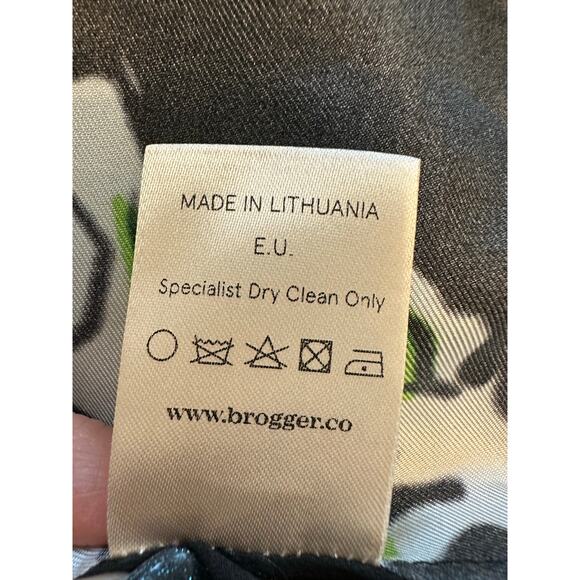 MADE IN LITHUANIA
E.U.
Specialist Dry Clean Only
www.brogger.co